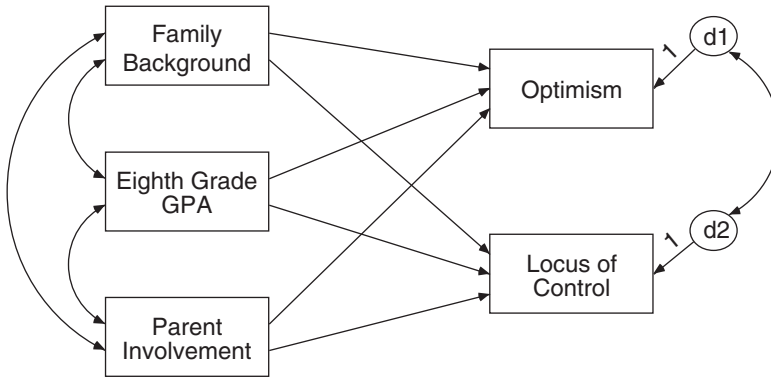 Family
Background
Optimism
1
d1
Eighth Grade
GPA
Locus of
Control
1
d2
Parent
Involvement